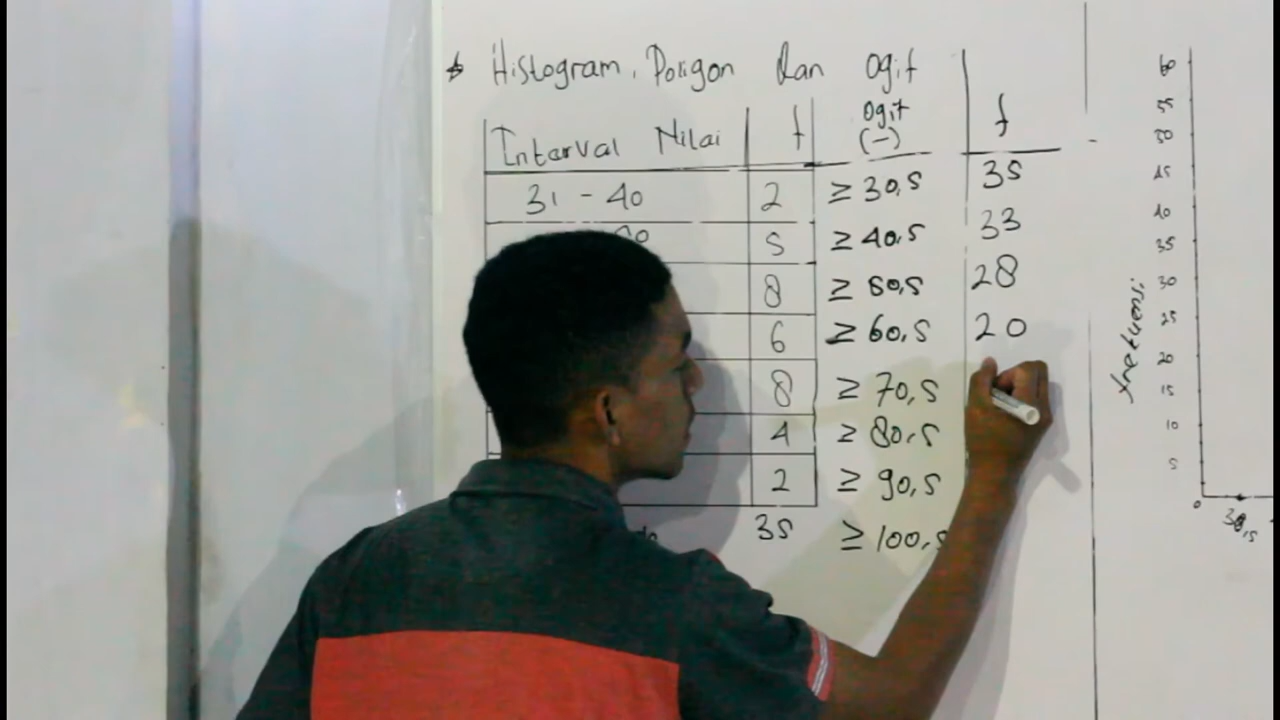 Histogram, Poligon dan Ogif
Interval Nilai f Ogif (-) f
31 - 40 2 ≥ 30,5 35
5 ≥ 40,5 33
8 ≥ 50,5 28
6 ≥ 60,5 20
8 ≥ 70,5
4 ≥ 80,5
2 ≥ 90,5
35 ≥ 100,5
frekuensi
55
50
45
40
35
30
25
20
15
10
5
0
30,5